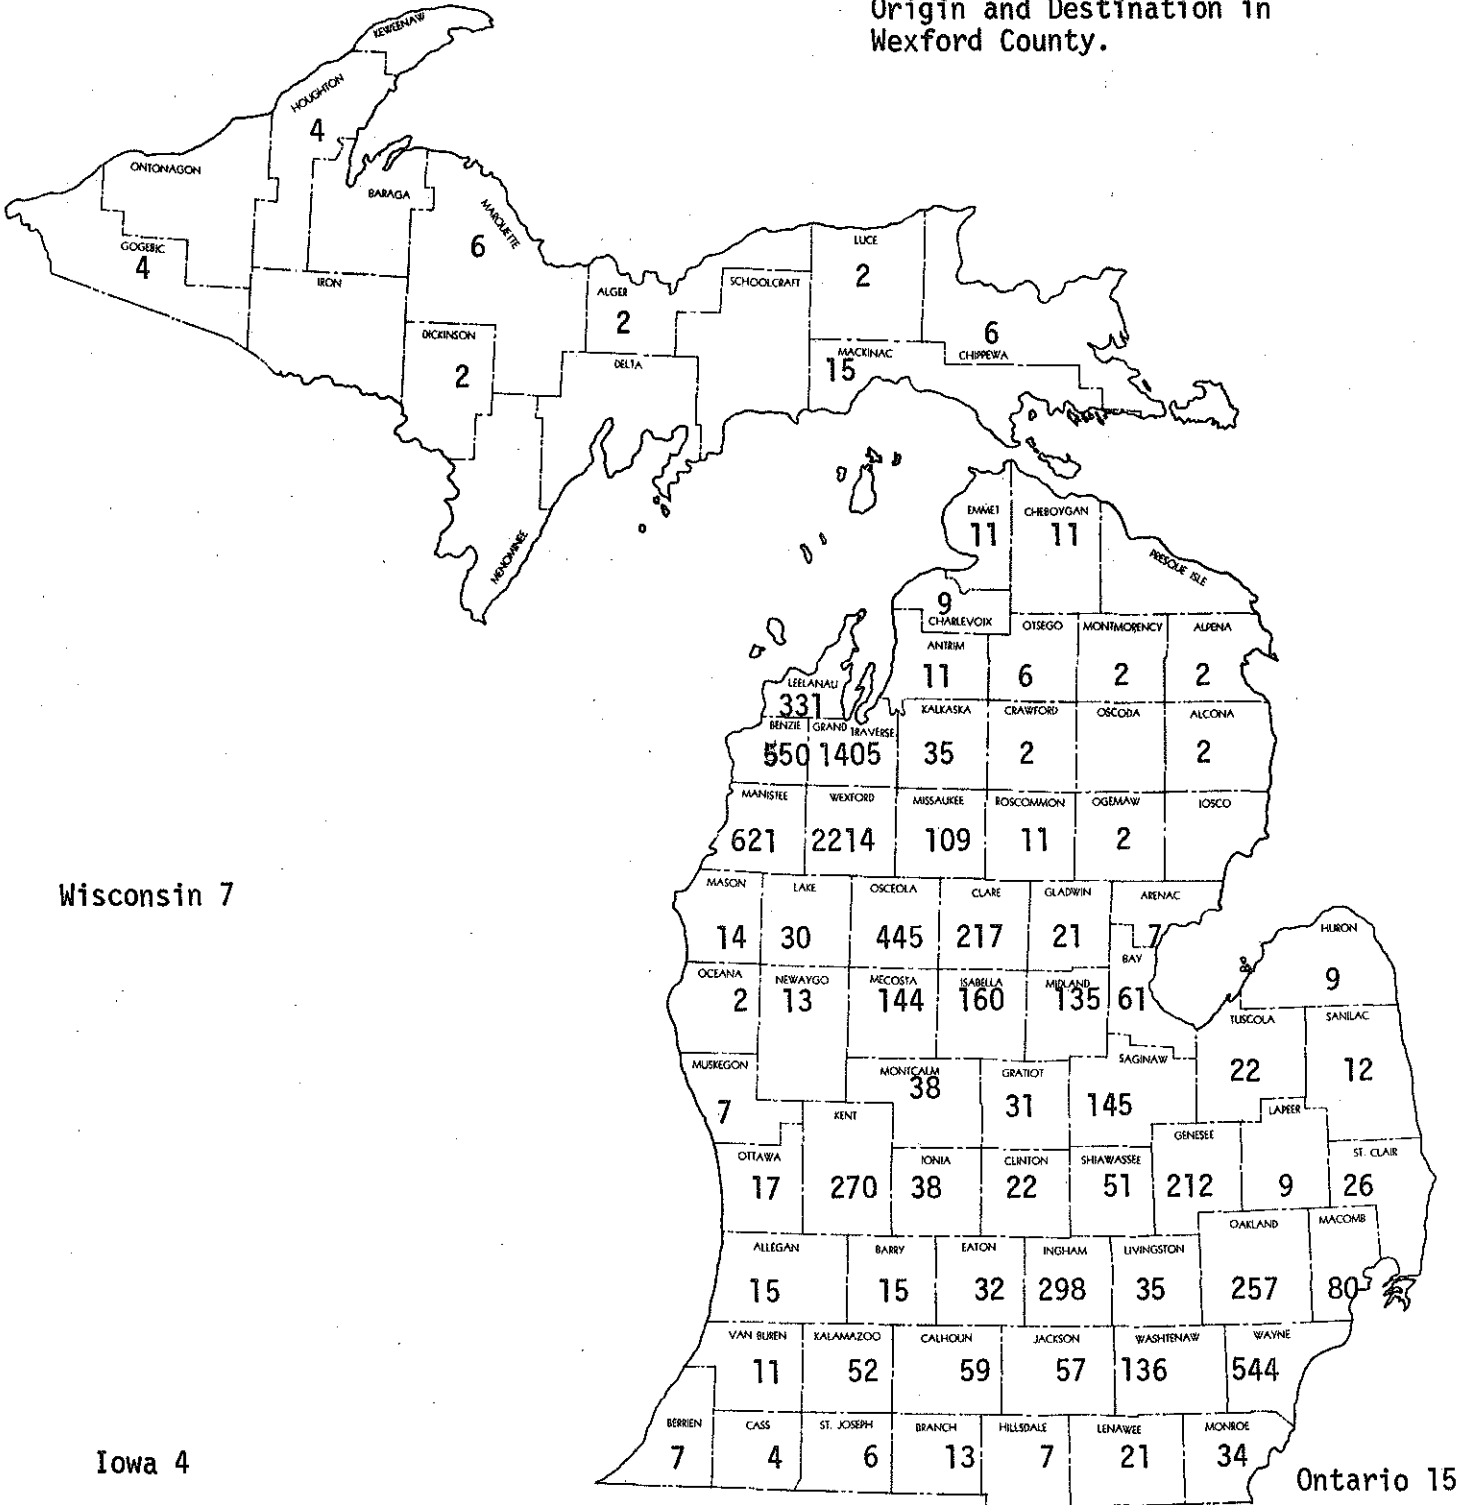 Origin and Destination in
Wexford County.
KEWEENAW
HOUGHTON
4
ONTONAGON
BARAGA
MARQUETTE
6
GOGEBIC
4
IRON
LUCE
2
ALGER
2
SCHOOLCRAFT
6
CHIPPEWA
DICKINSON
2
MACKINAC
15
DELTA
MENOMINEE
EMMET
11
CHEBOYGAN
11
PRESQUE ISLE
9
CHARLEVOIX
OTSEGO
6
MONTMORENCY
2
ALPENA
2
ANTRIM
11
LEELANAU
331
KALKASKA
35
CRAWFORD
2
OSCODA
ALCONA
2
BENZIE
550
GRAND TRAVERSE
1405
MANISTEE
621
WEXFORD
2214
MISSAUKEE
109
ROSCOMMON
11
OGEMAW
2
IOSCO
Wisconsin 7
MASON
14
LAKE
30
OSCEOLA
445
CLARE
217
GLADWIN
21
ARENAC
7
HURON
9
OCEANA
2
NEWAYGO
13
MECOSTA
144
ISABELLA
160
MIDLAND
135
BAY
61
TUSCOLA
22
SANILAC
12
MUSKEGON
7
MONTCALM
38
GRATIOT
31
SAGINAW
145
LAPEER
9
KENT
270
GENESEE
212
OTTAWA
17
IONIA
38
CLINTON
22
SHIAWASSEE
51
ST. CLAIR
26
OAKLAND
257
MACOMB
80
ALLEGAN
15
BARRY
15
EATON
32
INGHAM
298
LIVINGSTON
35
VAN BUREN
11
KALAMAZOO
52
CALHOUN
59
JACKSON
57
WASHTENAW
136
WAYNE
544
BERRIEN
7
CASS
4
ST. JOSEPH
6
BRANCH
13
HILLSDALE
7
LENAWEE
21
MONROE
34
Iowa 4
Ontario 15